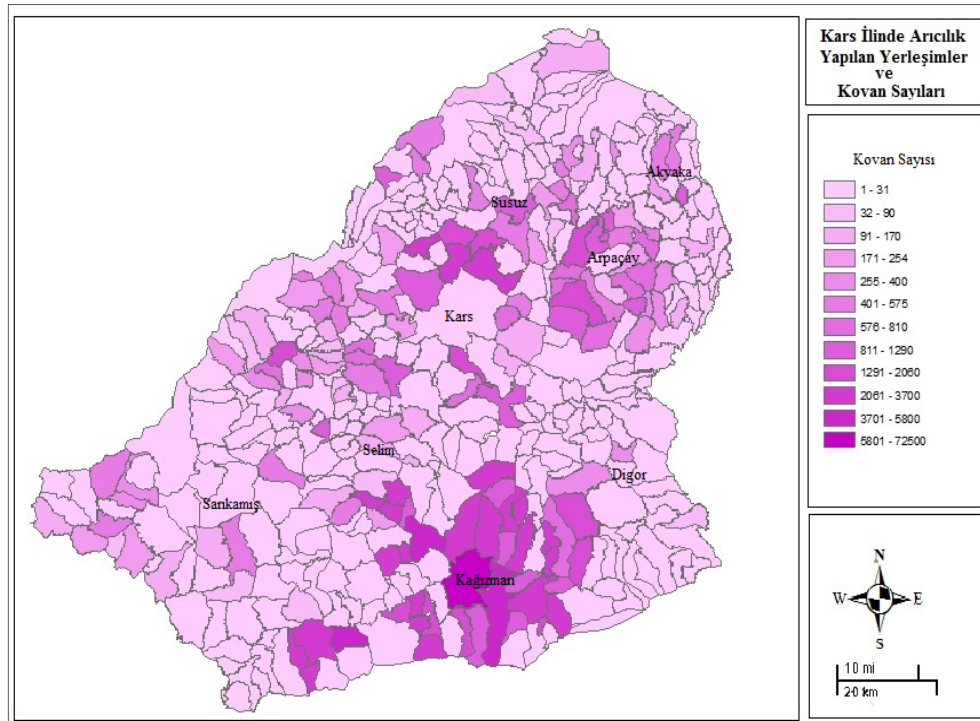 Kars İlinde Arıcılık
Yapılan Yerleşimler
ve
Kovan Sayıları
Kovan Sayısı
1 - 31
32 - 90
91 - 170
171 - 254
255 - 400
401 - 575
576 - 810
811 - 1290
1291 - 2060
2061 - 3700
3701 - 5800
5801 - 72500
Akyaka
Susuz
Arpaçay
Kars
Selim
Digor
Sarıkamış
Kağızman
N
W E
S
10 mi
20 km